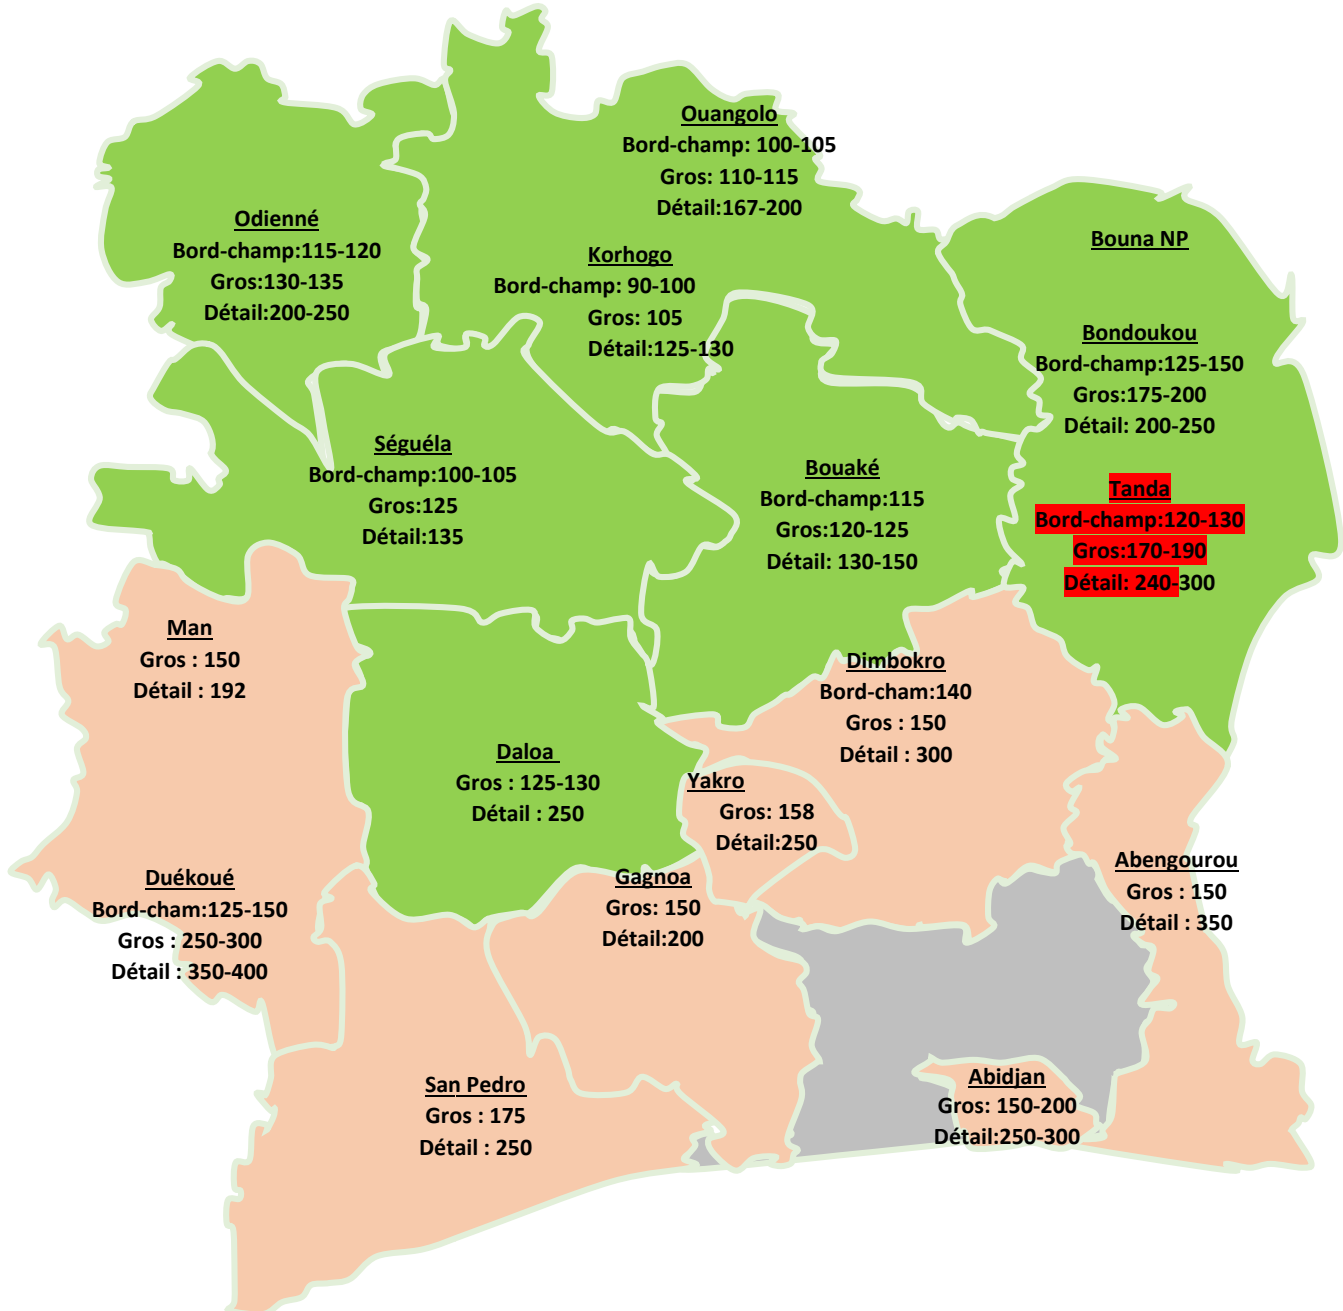 Ouangolo
Bord-champ: 100-105
Gros: 110-115
Détail:167-200
Odienné
Bord-champ:115-120
Gros:130-135
Détail:200-250
Korhogo
Bord-champ: 90-100
Gros: 105
Détail:125-130
Bouna NP
Bondoukou
Bord-champ:125-150
Gros:175-200
Détail: 200-250
Séguéla
Bord-champ:100-105
Gros:125
Détail:135
Bouaké
Bord-champ:115
Gros:120-125
Détail: 130-150
Tanda
Bord-champ:120-130
Gros:170-190
Détail: 240-300
Man
Gros : 150
Détail : 192
Dimbokro
Bord-cham:140
Gros : 150
Détail : 300
Daloa
Gros : 125-130
Détail : 250
Yakro
Gros: 158
Détail:250
Duékoué
Bord-cham:125-150
Gros : 250-300
Détail : 350-400
Gagnoa
Gros: 150
Détail:200
Abengourou
Gros : 150
Détail : 350
San Pedro
Gros : 175
Détail : 250
Abidjan
Gros: 150-200
Détail:250-300